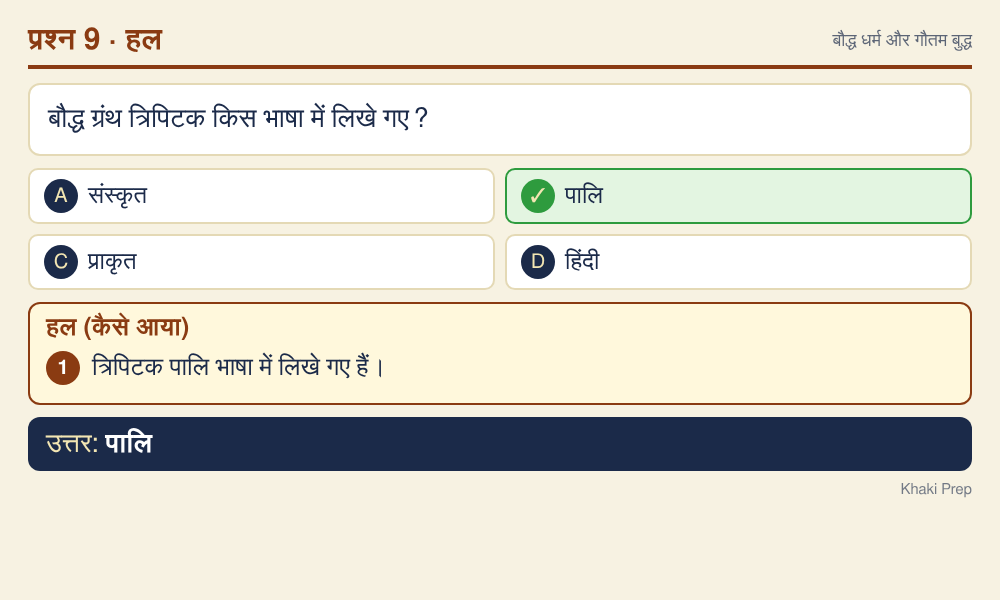 प्रश्न 9 · हल
बौद्ध धर्म और गौतम बुद्ध
बौद्ध ग्रंथ त्रिपिटक किस भाषा में लिखे गए ?
A संस्कृत
✓ पालि
C प्राकृत
D हिंदी
हल (कैसे आया)
1 त्रिपिटक पालि भाषा में लिखे गए हैं।
उत्तर: पालि
Khaki Prep